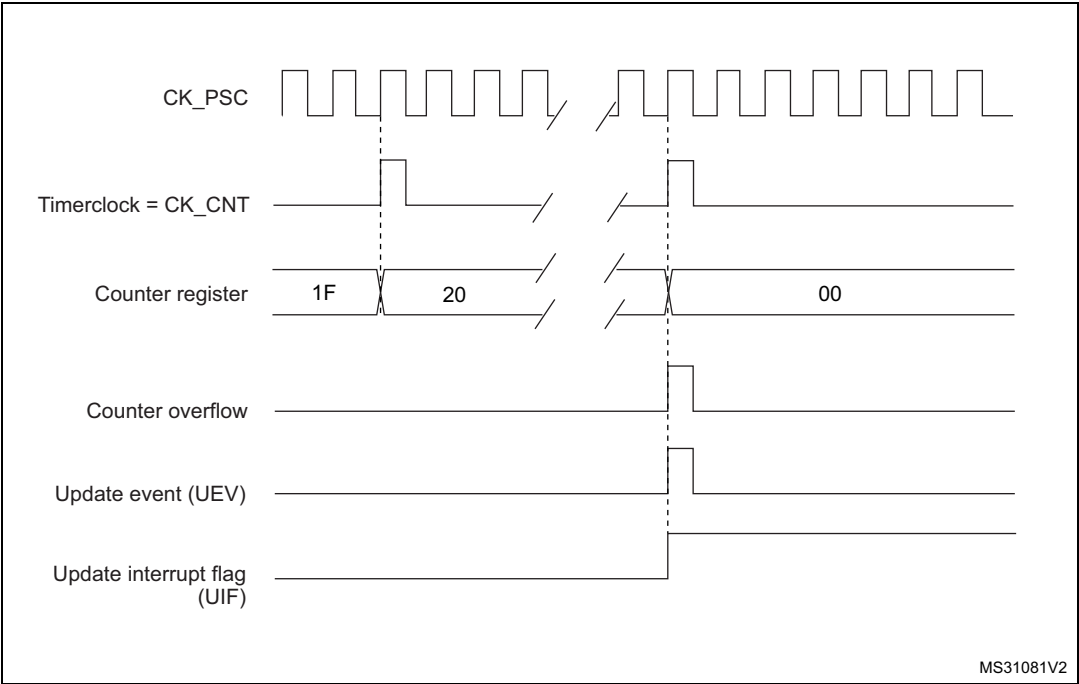 CK_PSC
Timerclock = CK_CNT
Counter register
1F
20
00
Counter overflow
Update event (UEV)
Update interrupt flag
(UIF)
MS31081V2